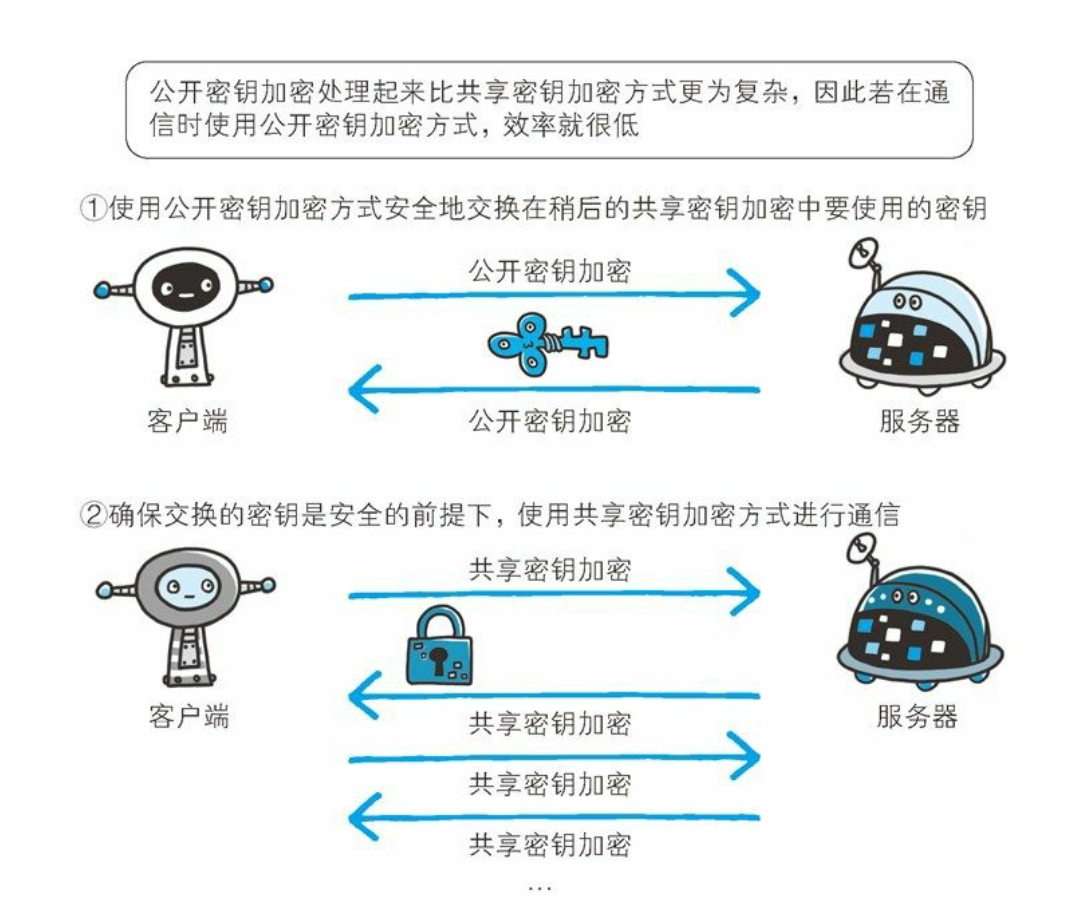 公开密钥加密处理起来比共享密钥加密方式更为复杂，因此若在通
信时使用公开密钥加密方式，效率就很低
①使用公开密钥加密方式安全地交换在稍后的共享密钥加密中要使用的密钥
公开密钥加密
公开密钥加密
客户端
服务器
②确保交换的密钥是安全的前提下，使用共享密钥加密方式进行通信
共享密钥加密
客户端
服务器
共享密钥加密
共享密钥加密
共享密钥加密
…